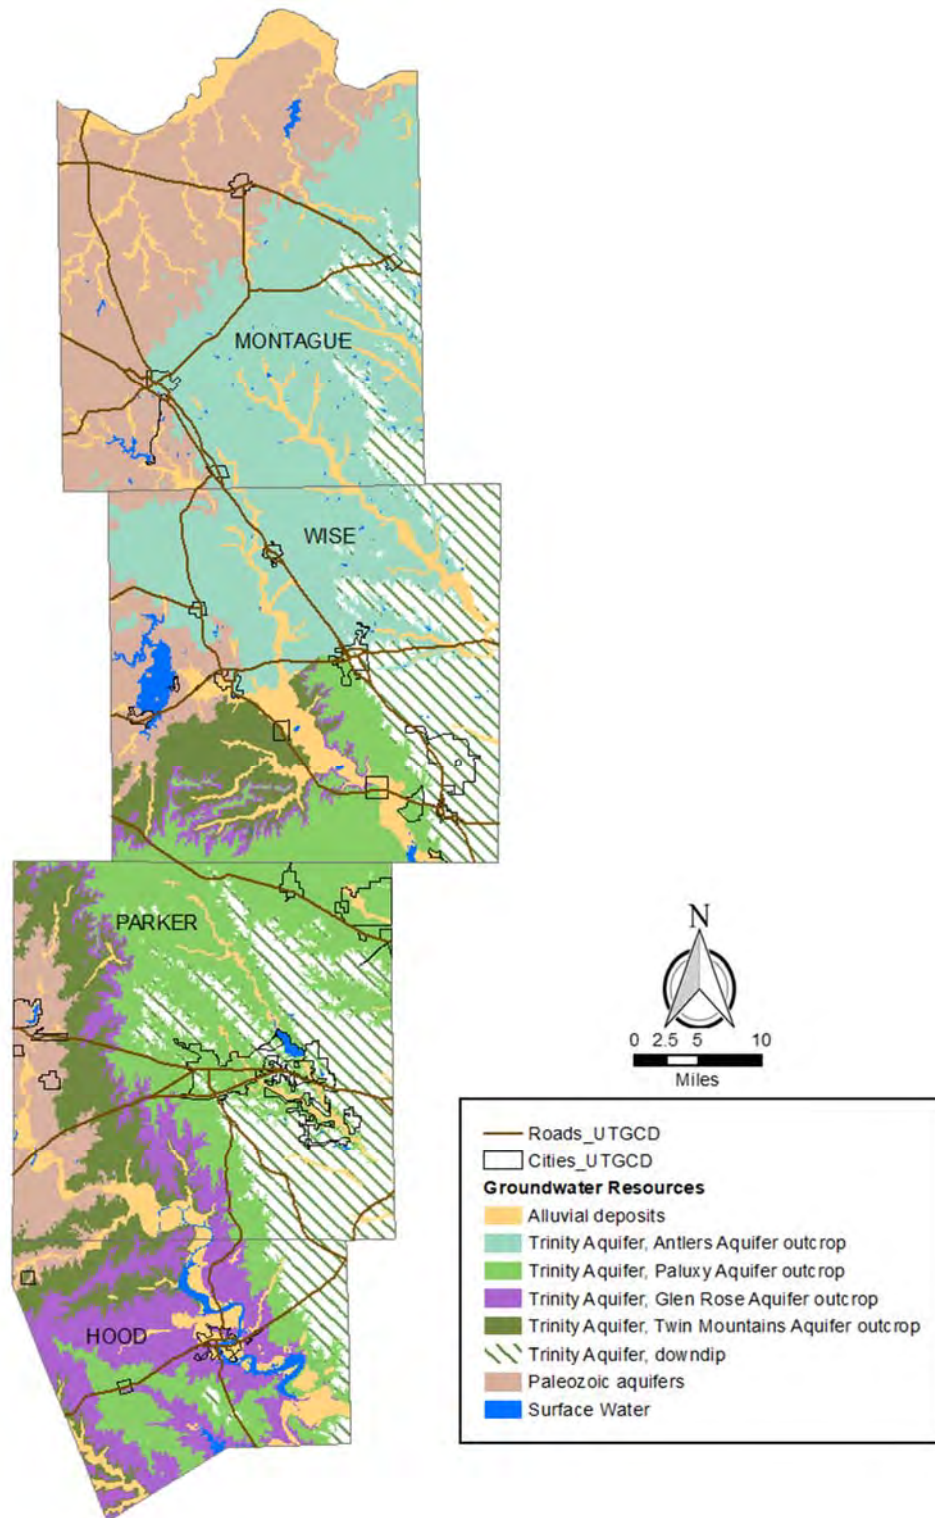 MONTAGUE
WISE
PARKER
HOOD
N
0 2.5 5 10
Miles
Roads_UTGCD
Cities_UTGCD
Groundwater Resources
Alluvial deposits
Trinity Aquifer, Antlers Aquifer outcrop
Trinity Aquifer, Paluxy Aquifer outcrop
Trinity Aquifer, Glen Rose Aquifer outcrop
Trinity Aquifer, Twin Mountains Aquifer outcrop
Trinity Aquifer, downdip
Paleozoic aquifers
Surface Water